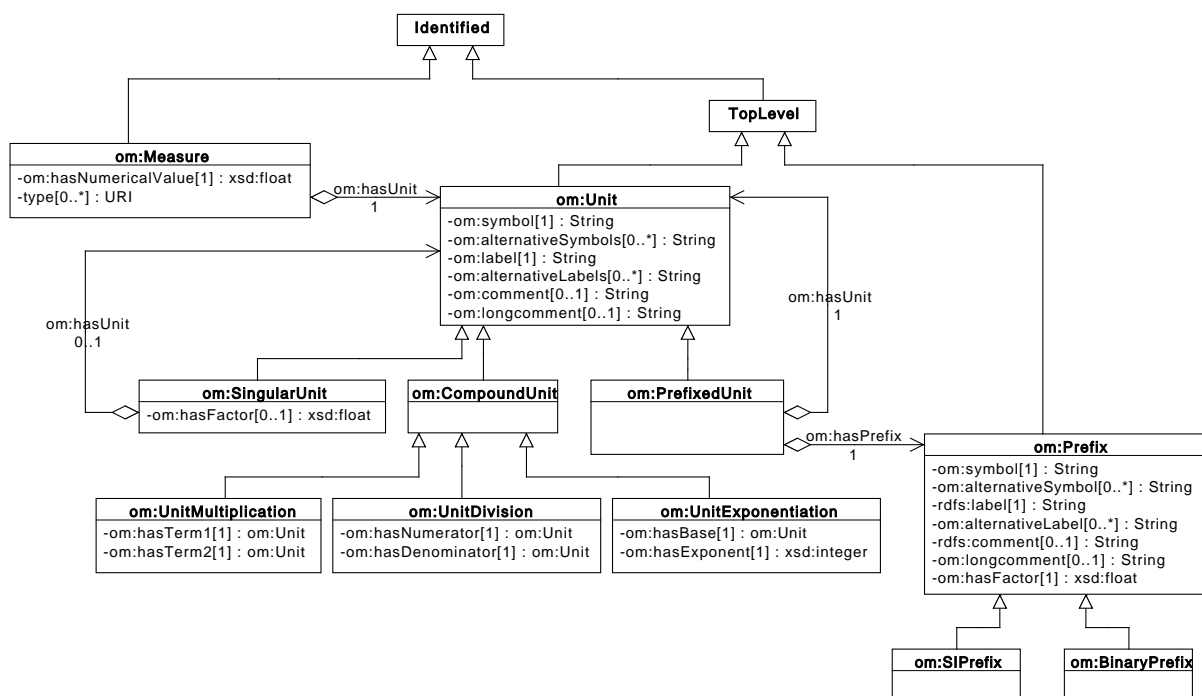 Identified
TopLevel
om:Measure
-om:hasNumericalValue[1] : xsd:float
-type[0..*] : URI
om:hasUnit
1
om:Unit
-om:symbol[1] : String
-om:alternativeSymbols[0..*] : String
-om:label[1] : String
-om:alternativeLabels[0..*] : String
-om:comment[0..1] : String
-om:longcomment[0..1] : String
om:hasUnit
1
om:hasUnit
0..1
om:SingularUnit
-om:hasFactor[0..1] : xsd:float
om:CompoundUnit
om:PrefixedUnit
om:hasPrefix
1
om:Prefix
-om:symbol[1] : String
-om:alternativeSymbol[0..*] : String
-rdfs:label[1] : String
-om:alternativeLabel[0..*] : String
-rdfs:comment[0..1] : String
-om:longcomment[0..1] : String
-om:hasFactor[1] : xsd:float
om:UnitMultiplication
-om:hasTerm1[1] : om:Unit
-om:hasTerm2[1] : om:Unit
om:UnitDivision
-om:hasNumerator[1] : om:Unit
-om:hasDenominator[1] : om:Unit
om:UnitExponentiation
-om:hasBase[1] : om:Unit
-om:hasExponent[1] : xsd:integer
om:SIPrefix
om:BinaryPrefix